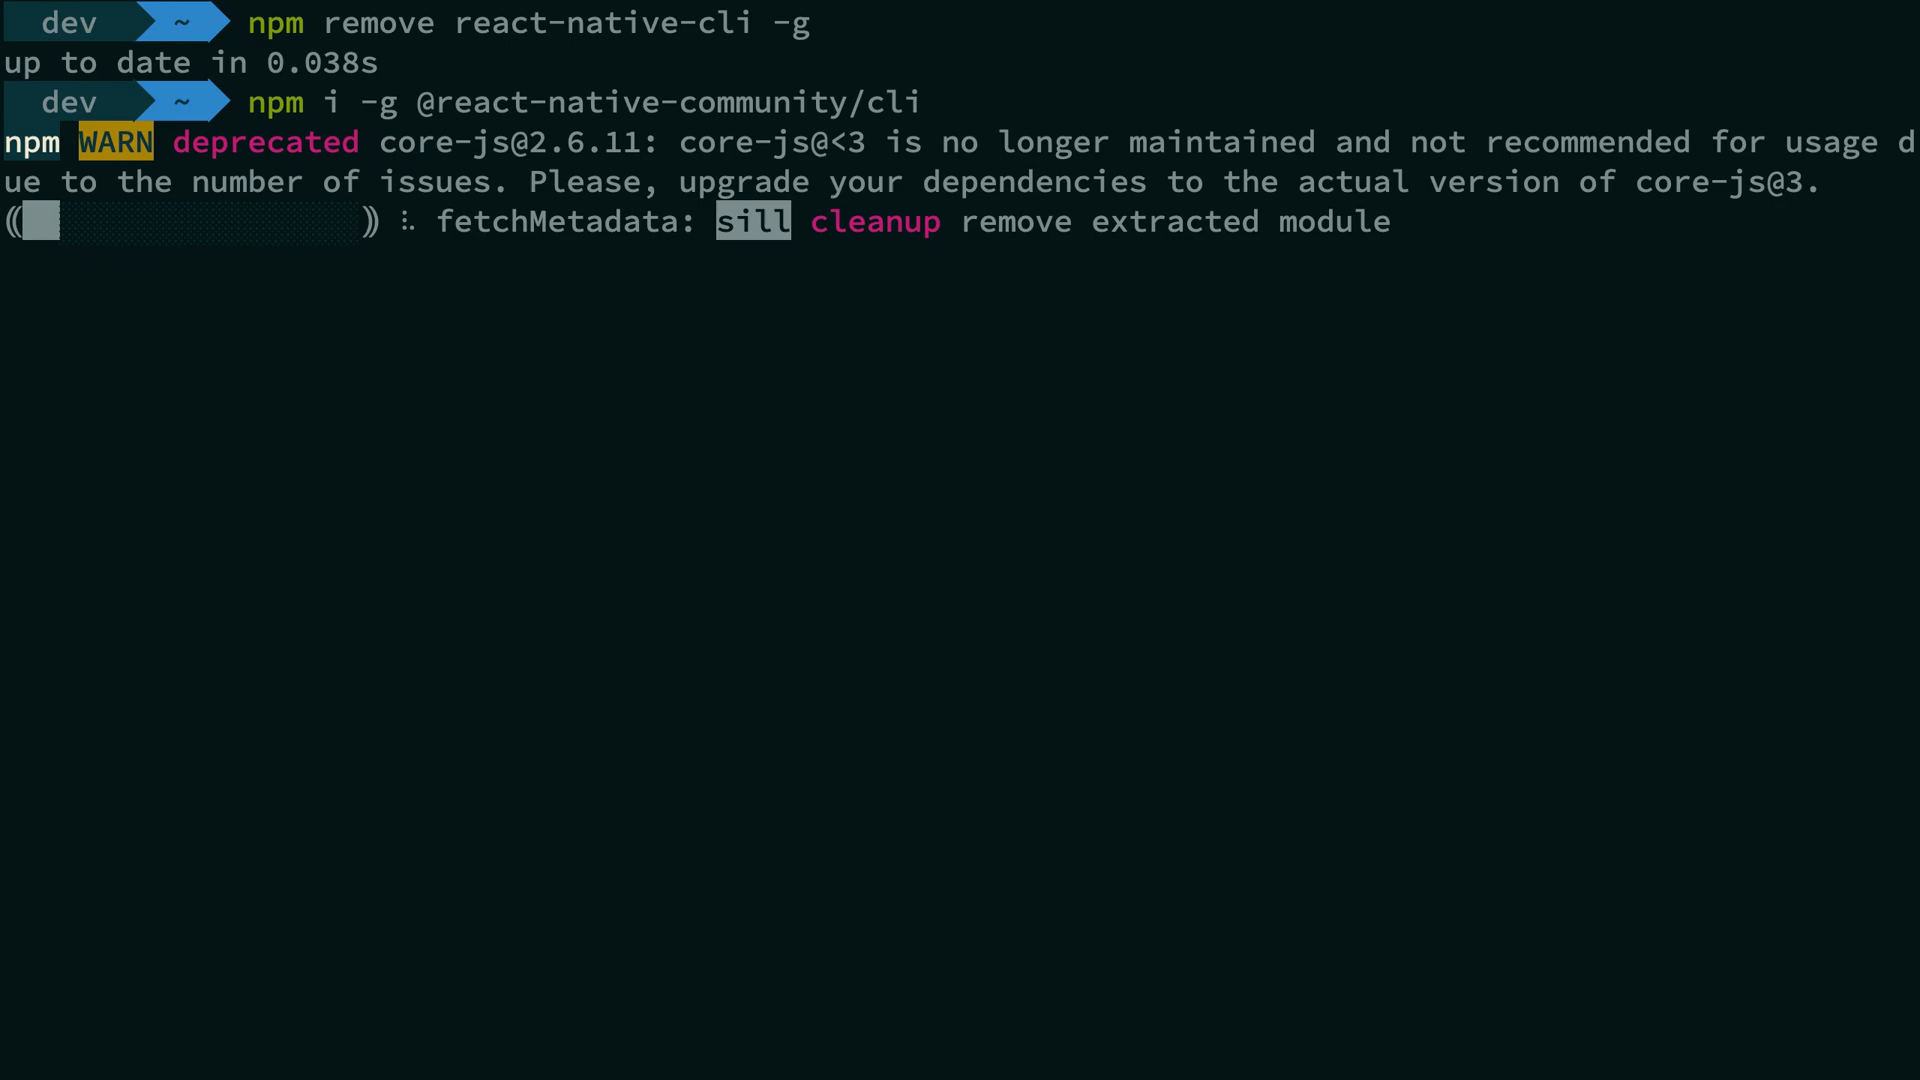 dev ~ npm remove react-native-cli -g
up to date in 0.038s
dev ~ npm i -g @react-native-community/cli
npm WARN deprecated core-js@2.6.11: core-js@<3 is no longer maintained and not recommended for usage d
ue to the number of issues. Please, upgrade your dependencies to the actual version of core-js@3.
(( )) ⠧ fetchMetadata: sill cleanup remove extracted module